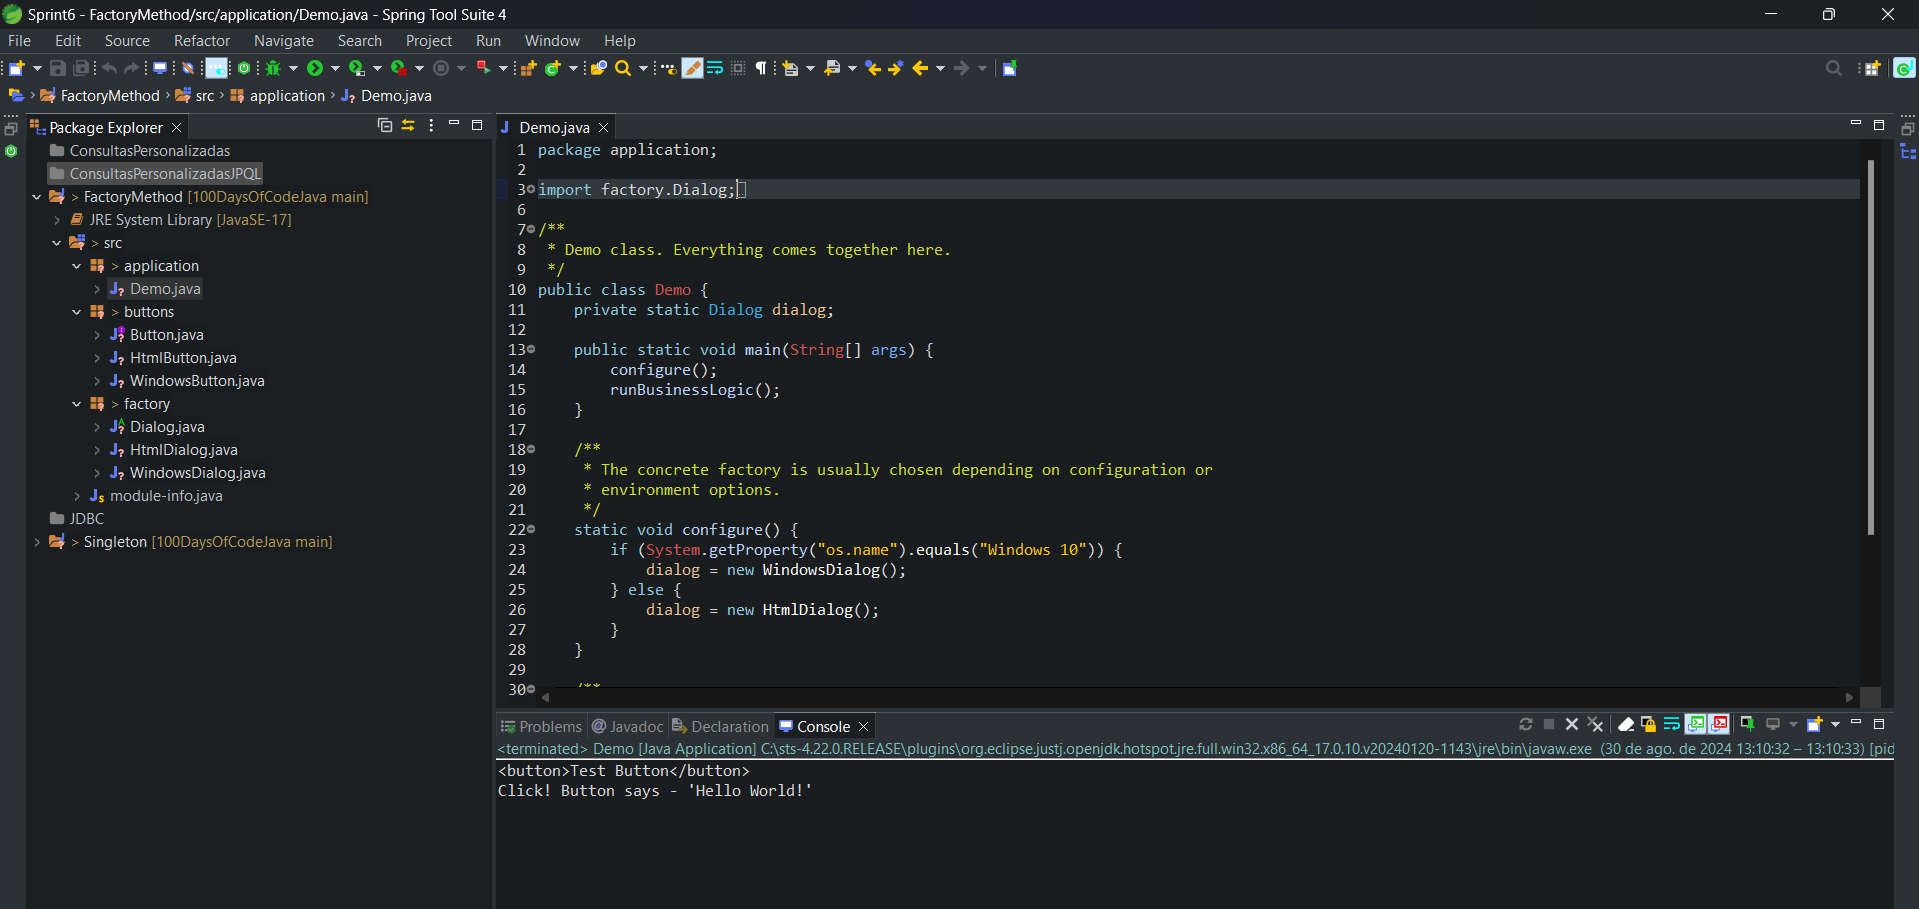 Sprint6 - FactoryMethod/src/application/Demo.java - Spring Tool Suite 4
File Edit Source Refactor Navigate Search Project Run Window Help
FactoryMethod › src › application › Demo.java
Package Explorer
ConsultasPersonalizadas
ConsultasPersonalizadasJPQL
> FactoryMethod [100DaysOfCodeJava main]
JRE System Library [JavaSE-17]
> src
> application
Demo.java
> buttons
Button.java
HtmlButton.java
WindowsButton.java
> factory
Dialog.java
HtmlDialog.java
WindowsDialog.java
module-info.java
JDBC
> Singleton [100DaysOfCodeJava main]
Demo.java
1 package application;
2
3 import factory.Dialog;
6
7 /**
8  * Demo class. Everything comes together here.
9  */
10 public class Demo {
11     private static Dialog dialog;
12
13     public static void main(String[] args) {
14         configure();
15         runBusinessLogic();
16     }
17
18     /**
19      * The concrete factory is usually chosen depending on configuration or
20      * environment options.
21      */
22     static void configure() {
23         if (System.getProperty("os.name").equals("Windows 10")) {
24             dialog = new WindowsDialog();
25         } else {
26             dialog = new HtmlDialog();
27         }
28     }
29
30     /**
Problems @ Javadoc Declaration Console
<terminated> Demo [Java Application] C:\sts-4.22.0.RELEASE\plugins\org.eclipse.justj.openjdk.hotspot.jre.full.win32.x86_64_17.0.10.v20240120-1143\jre\bin\javaw.exe (30 de ago. de 2024 13:10:32 – 13:10:33) [pid
<button>Test Button</button>
Click! Button says - 'Hello World!'